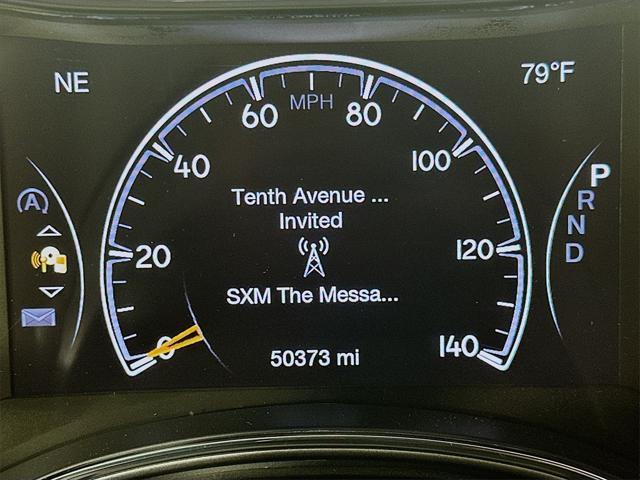 NE
79°F
MPH
0
20
40
60
80
100
120
140
Tenth Avenue ...
Invited
SXM The Messa...
50373 mi
A
P
R
N
D